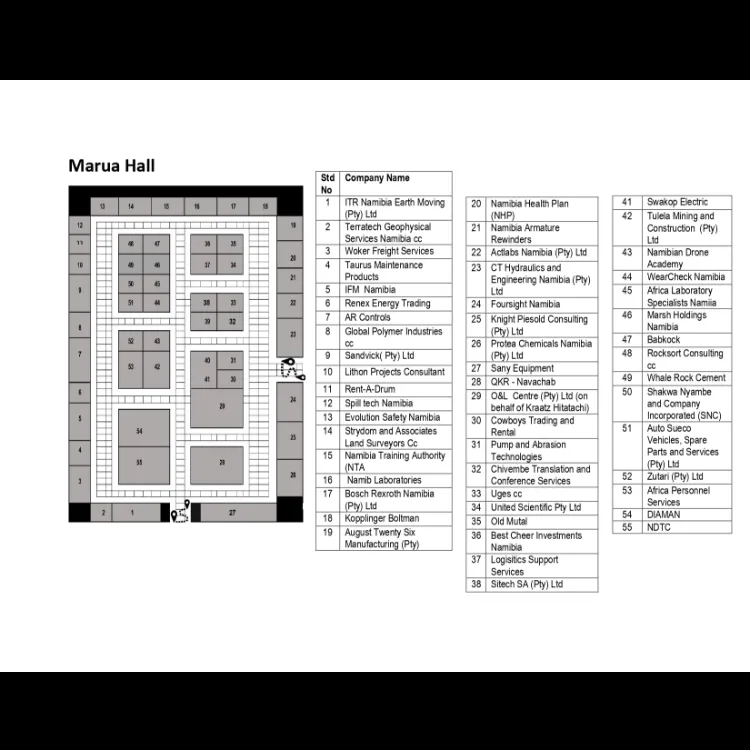 Marua Hall
13 14 15 16 17 18
12 19
11
10 20
21
9 22
8 23
7
6 24
5 25
4
3 26
2 1 27
47
49 46
50
51 44
35
37 34
33
39 32
52 43
53 42
40 31
41 30
29
54
55
28
Std No Company Name
1 ITR Namibia Earth Moving
(Pty) Ltd
2 Terratech Geophysical
Services Namibia cc
3 Woker Freight Services
4 Taurus Maintenance
Products
5 IFM Namibia
6 Renex Energy Trading
7 AR Controls
8 Global Polymer Industries
cc
9 Sandvick( Pty) Ltd
10 Lithon Projects Consultant
11 Rent-A-Drum
12 Spill tech Namibia
13 Evolution Safety Namibia
14 Strydom and Associates
Land Surveyors Cc
15 Namibia Training Authority
(NTA
16 Namib Laboratories
17 Bosch Rexroth Namibia
(Pty) Ltd
18 Kopplinger Boltman
19 August Twenty Six
Manufacturing (Pty)
20 Namibia Health Plan
(NHP)
21 Namibia Armature
Rewinders
22 Actlabs Namibia (Pty) Ltd
23 CT Hydraulics and
Engineering Namibia (Pty)
Ltd
24 Foursight Namibia
25 Knight Piesold Consulting
(Pty) Ltd
26 Protea Chemicals Namibia
(Pty) Ltd
27 Sany Equipment
28 QKR - Navachab
29 O&L Centre (Pty) Ltd (on
behalf of Kraatz Hitatachi)
30 Cowboys Trading and
Rental
31 Pump and Abrasion
Technologies
32 Chivembe Translation and
Conference Services
33 Uges cc
34 United Scientific Pty Ltd
35 Old Mutal
36 Best Cheer Investments
Namibia
37 Logisitics Support
Services
38 Sitech SA (Pty) Ltd
41 Swakop Electric
42 Tulela Mining and
Construction (Pty)
Ltd
43 Namibian Drone
Academy
44 WearCheck Namibia
45 Africa Laboratory
Specialists Namiia
46 Marsh Holdings
Namibia
47 Babkock
48 Rocksort Consulting
cc
49 Whale Rock Cement
50 Shakwa Nyambe
and Company
Incorporated (SNC)
51 Auto Sueco
Vehicles, Spare
Parts and Services
(Pty) Ltd
52 Zutari (Pty) Ltd
53 Africa Personnel
Services
54 DIAMAN
55 NDTC